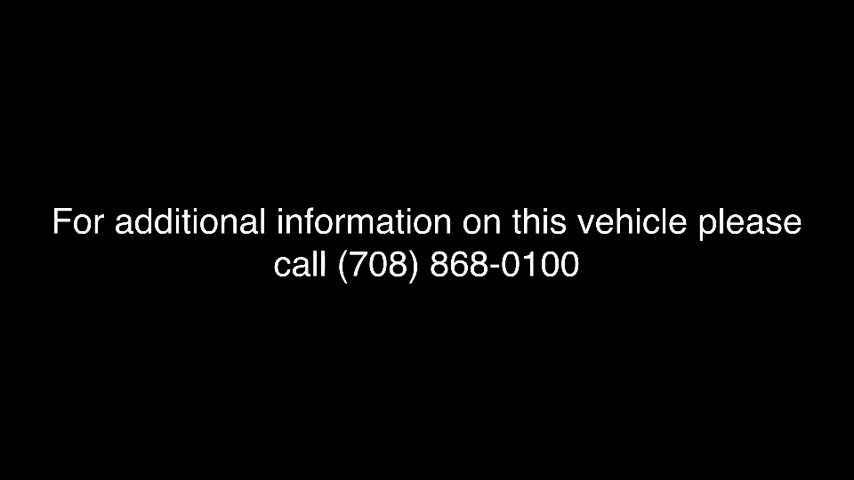 For additional information on this vehicle please
call (708) 868-0100